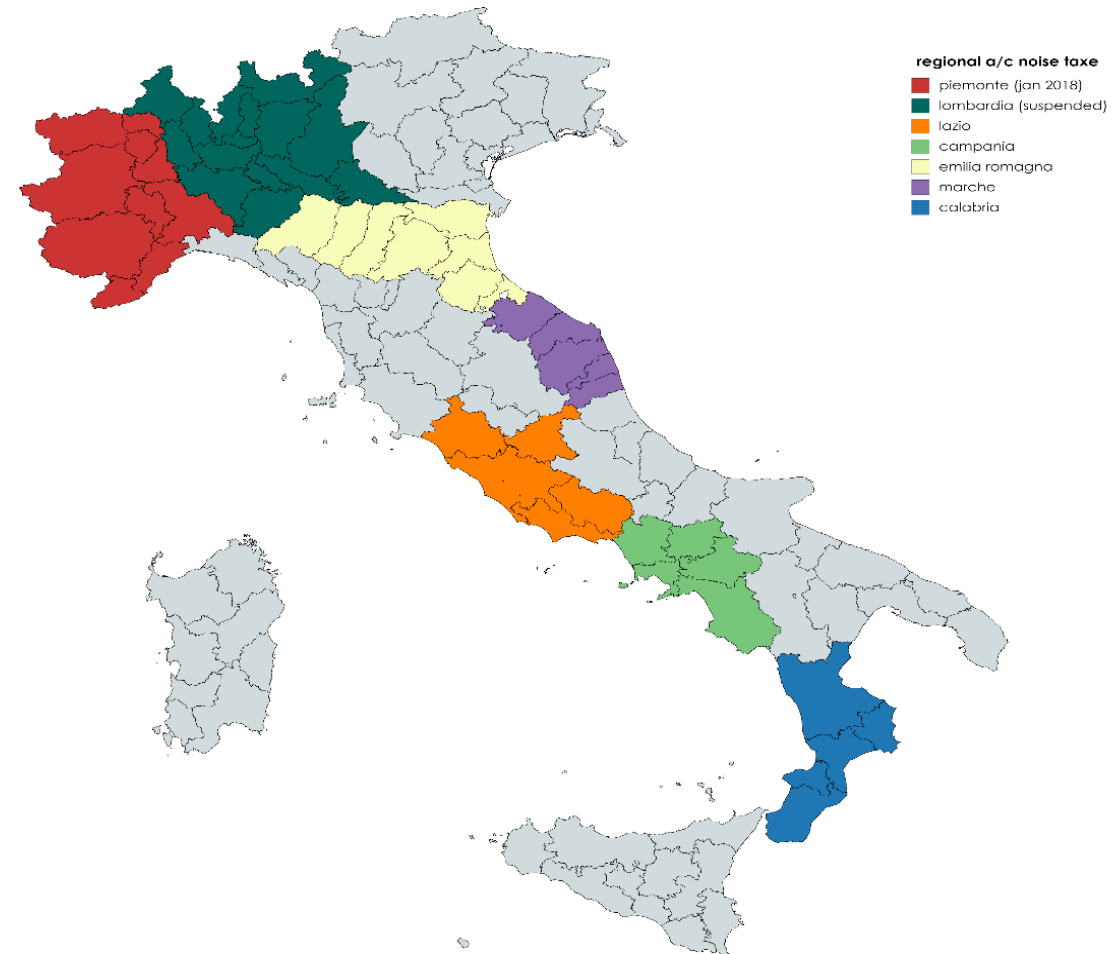 regional a/c noise taxe
piemonte (jan 2018)
lombardia (suspended)
lazio
campania
emilia romagna
marche
calabria